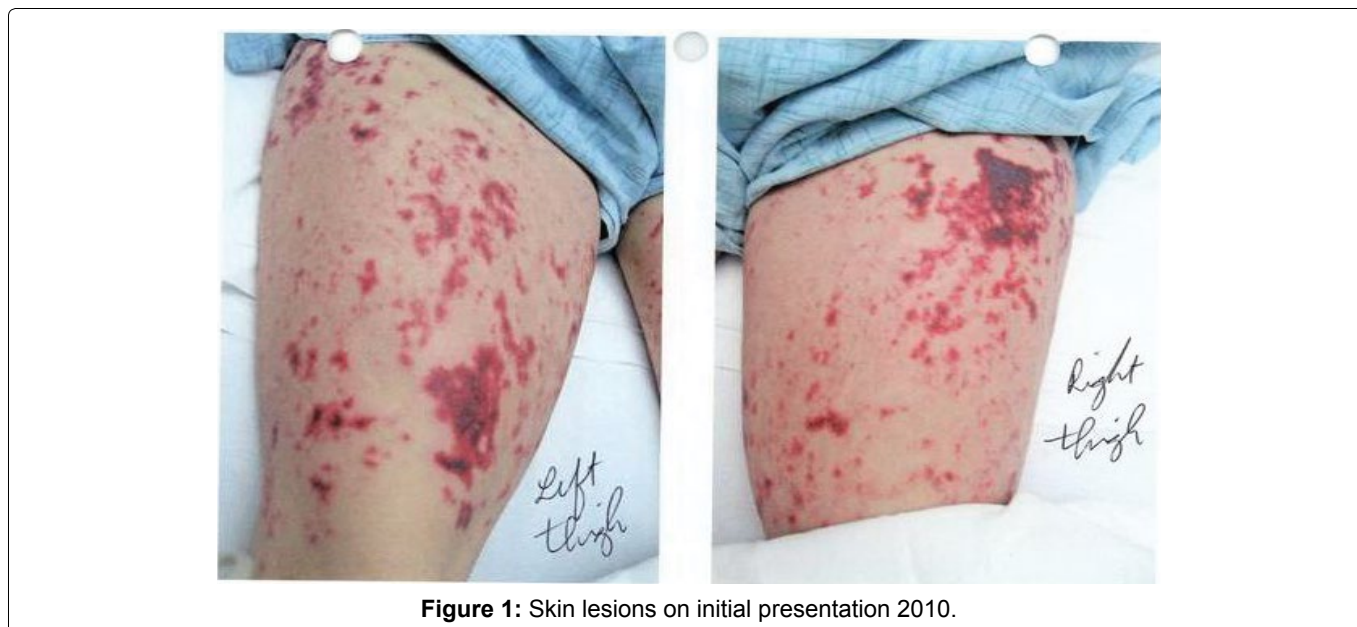 Left
thigh
Right
thigh
Figure 1: Skin lesions on initial presentation 2010.